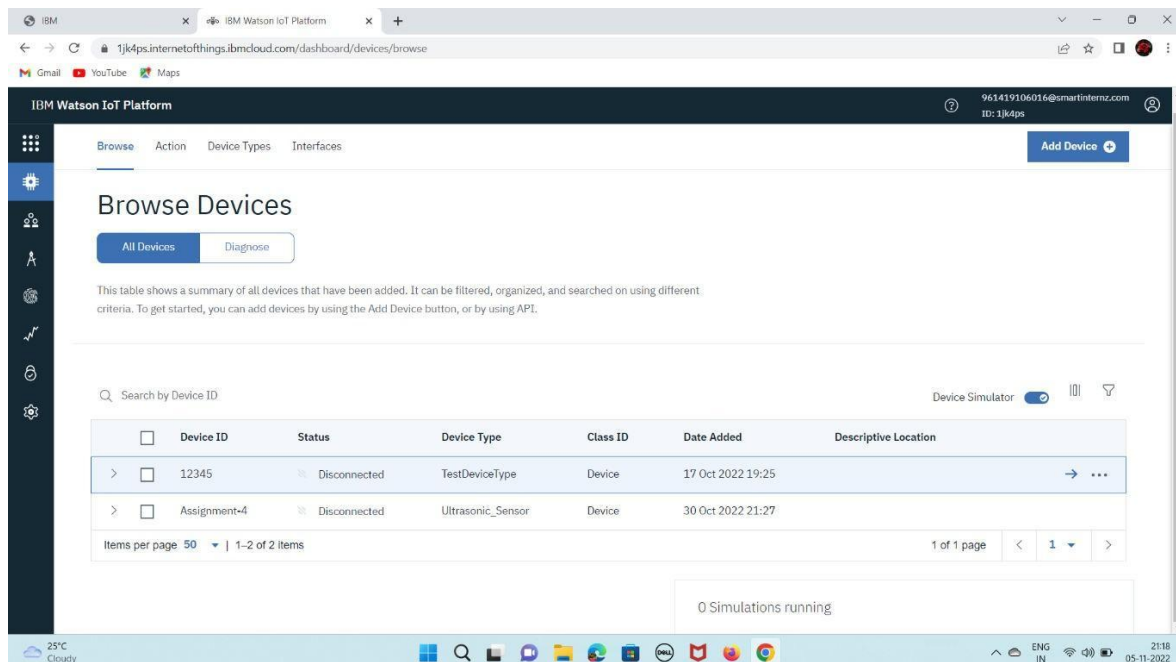 IBM
IBM Watson IoT Platform
1jk4ps.internetofthings.ibmcloud.com/dashboard/devices/browse
Gmail YouTube Maps
IBM Watson IoT Platform
961419106016@smartinternz.com
ID: 1jk4ps
Browse Action Device Types Interfaces
Add Device
Browse Devices
All Devices Diagnose
This table shows a summary of all devices that have been added. It can be filtered, organized, and searched on using different
criteria. To get started, you can add devices by using the Add Device button, or by using API.
Search by Device ID
Device Simulator
Device ID Status Device Type Class ID Date Added Descriptive Location
12345 Disconnected TestDeviceType Device 17 Oct 2022 19:25
Assignment-4 Disconnected Ultrasonic_Sensor Device 30 Oct 2022 21:27
Items per page 50 | 1–2 of 2 items 1 of 1 page 1
0 Simulations running
25°C
Cloudy
DELL
ENG
IN
21:18
05-11-2022